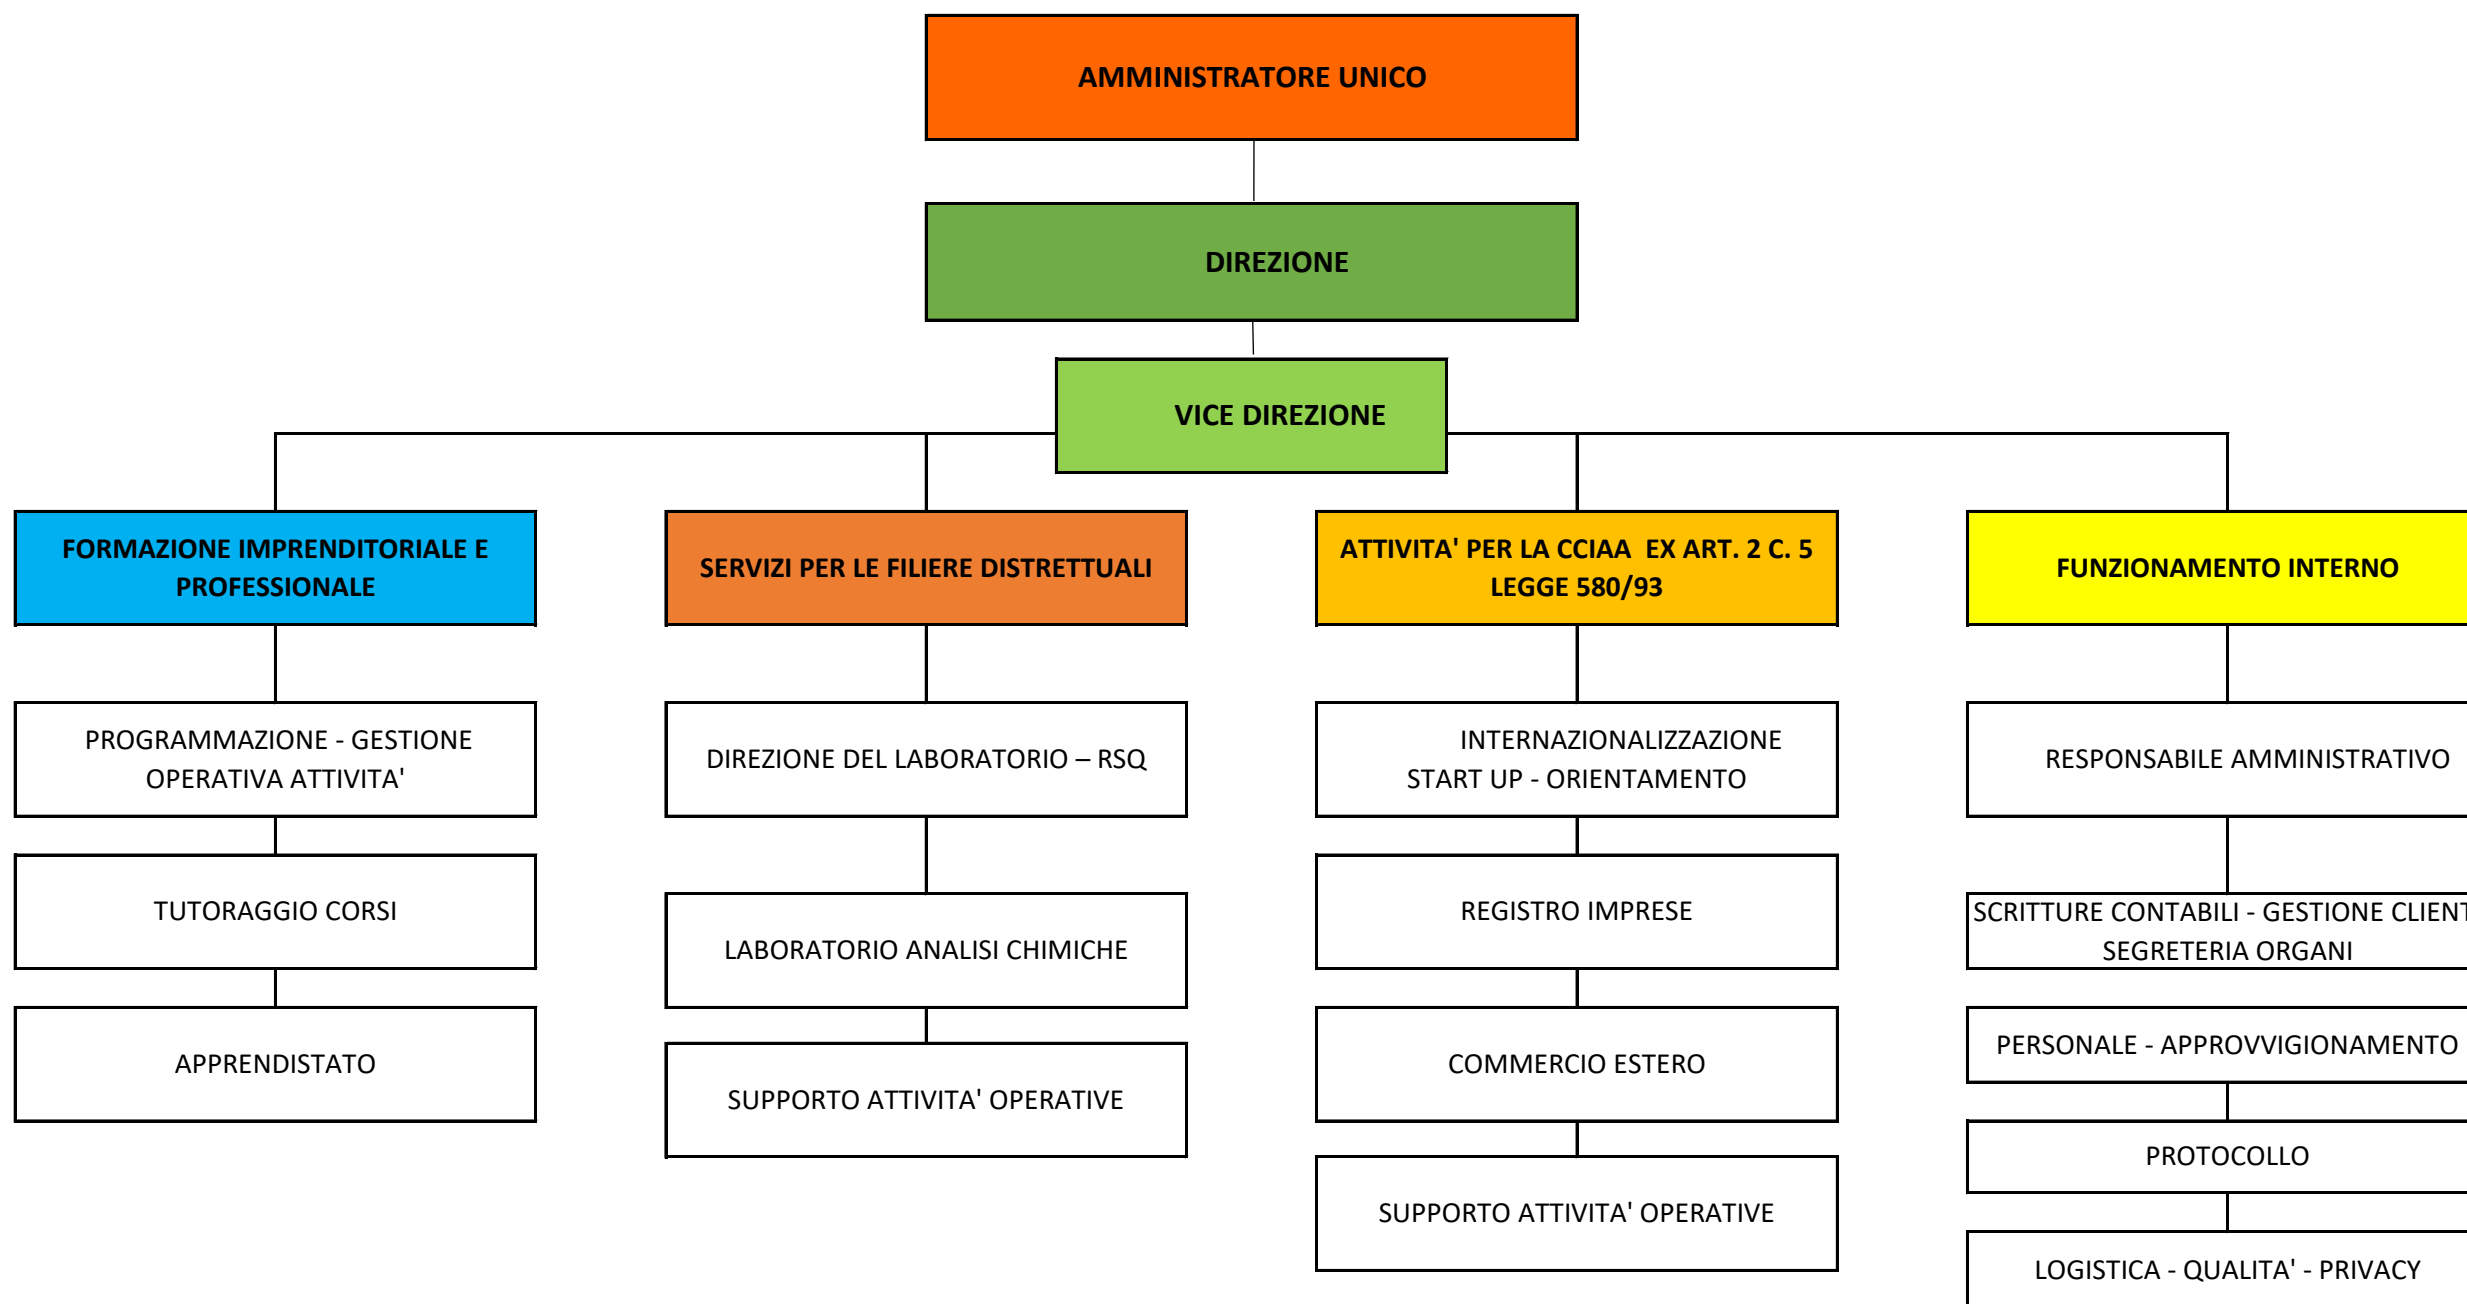 AMMINISTRATORE UNICO
DIREZIONE
VICE DIREZIONE
FORMAZIONE IMPRENDITORIALE E
PROFESSIONALE
SERVIZI PER LE FILIERE DISTRETTUALI
ATTIVITA' PER LA CCIAA EX ART. 2 C. 5
LEGGE 580/93
FUNZIONAMENTO INTERNO
PROGRAMMAZIONE - GESTIONE
OPERATIVA ATTIVITA'
TUTORAGGIO CORSI
APPRENDISTATO
DIREZIONE DEL LABORATORIO – RSQ
LABORATORIO ANALISI CHIMICHE
SUPPORTO ATTIVITA' OPERATIVE
INTERNAZIONALIZZAZIONE
START UP - ORIENTAMENTO
REGISTRO IMPRESE
COMMERCIO ESTERO
SUPPORTO ATTIVITA' OPERATIVE
RESPONSABILE AMMINISTRATIVO
SCRITTURE CONTABILI - GESTIONE CLIENT
SEGRETERIA ORGANI
PERSONALE - APPROVVIGIONAMENTO
PROTOCOLLO
LOGISTICA - QUALITA' - PRIVACY